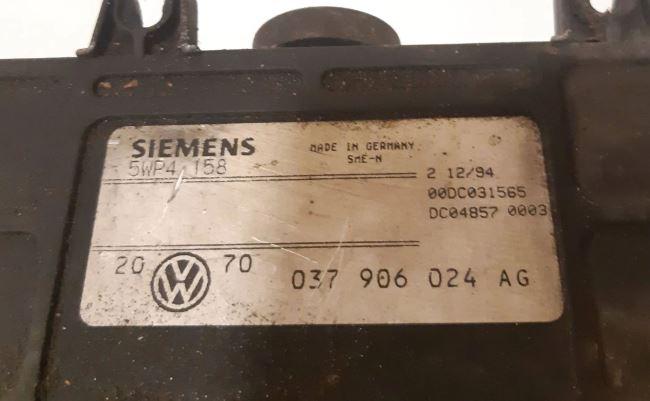 SIEMENS
5WP4 158
MADE IN GERMANY
SME-N
2 12/94
00DC031565
DC04857 0003
20 VW 70 037 906 024 AG